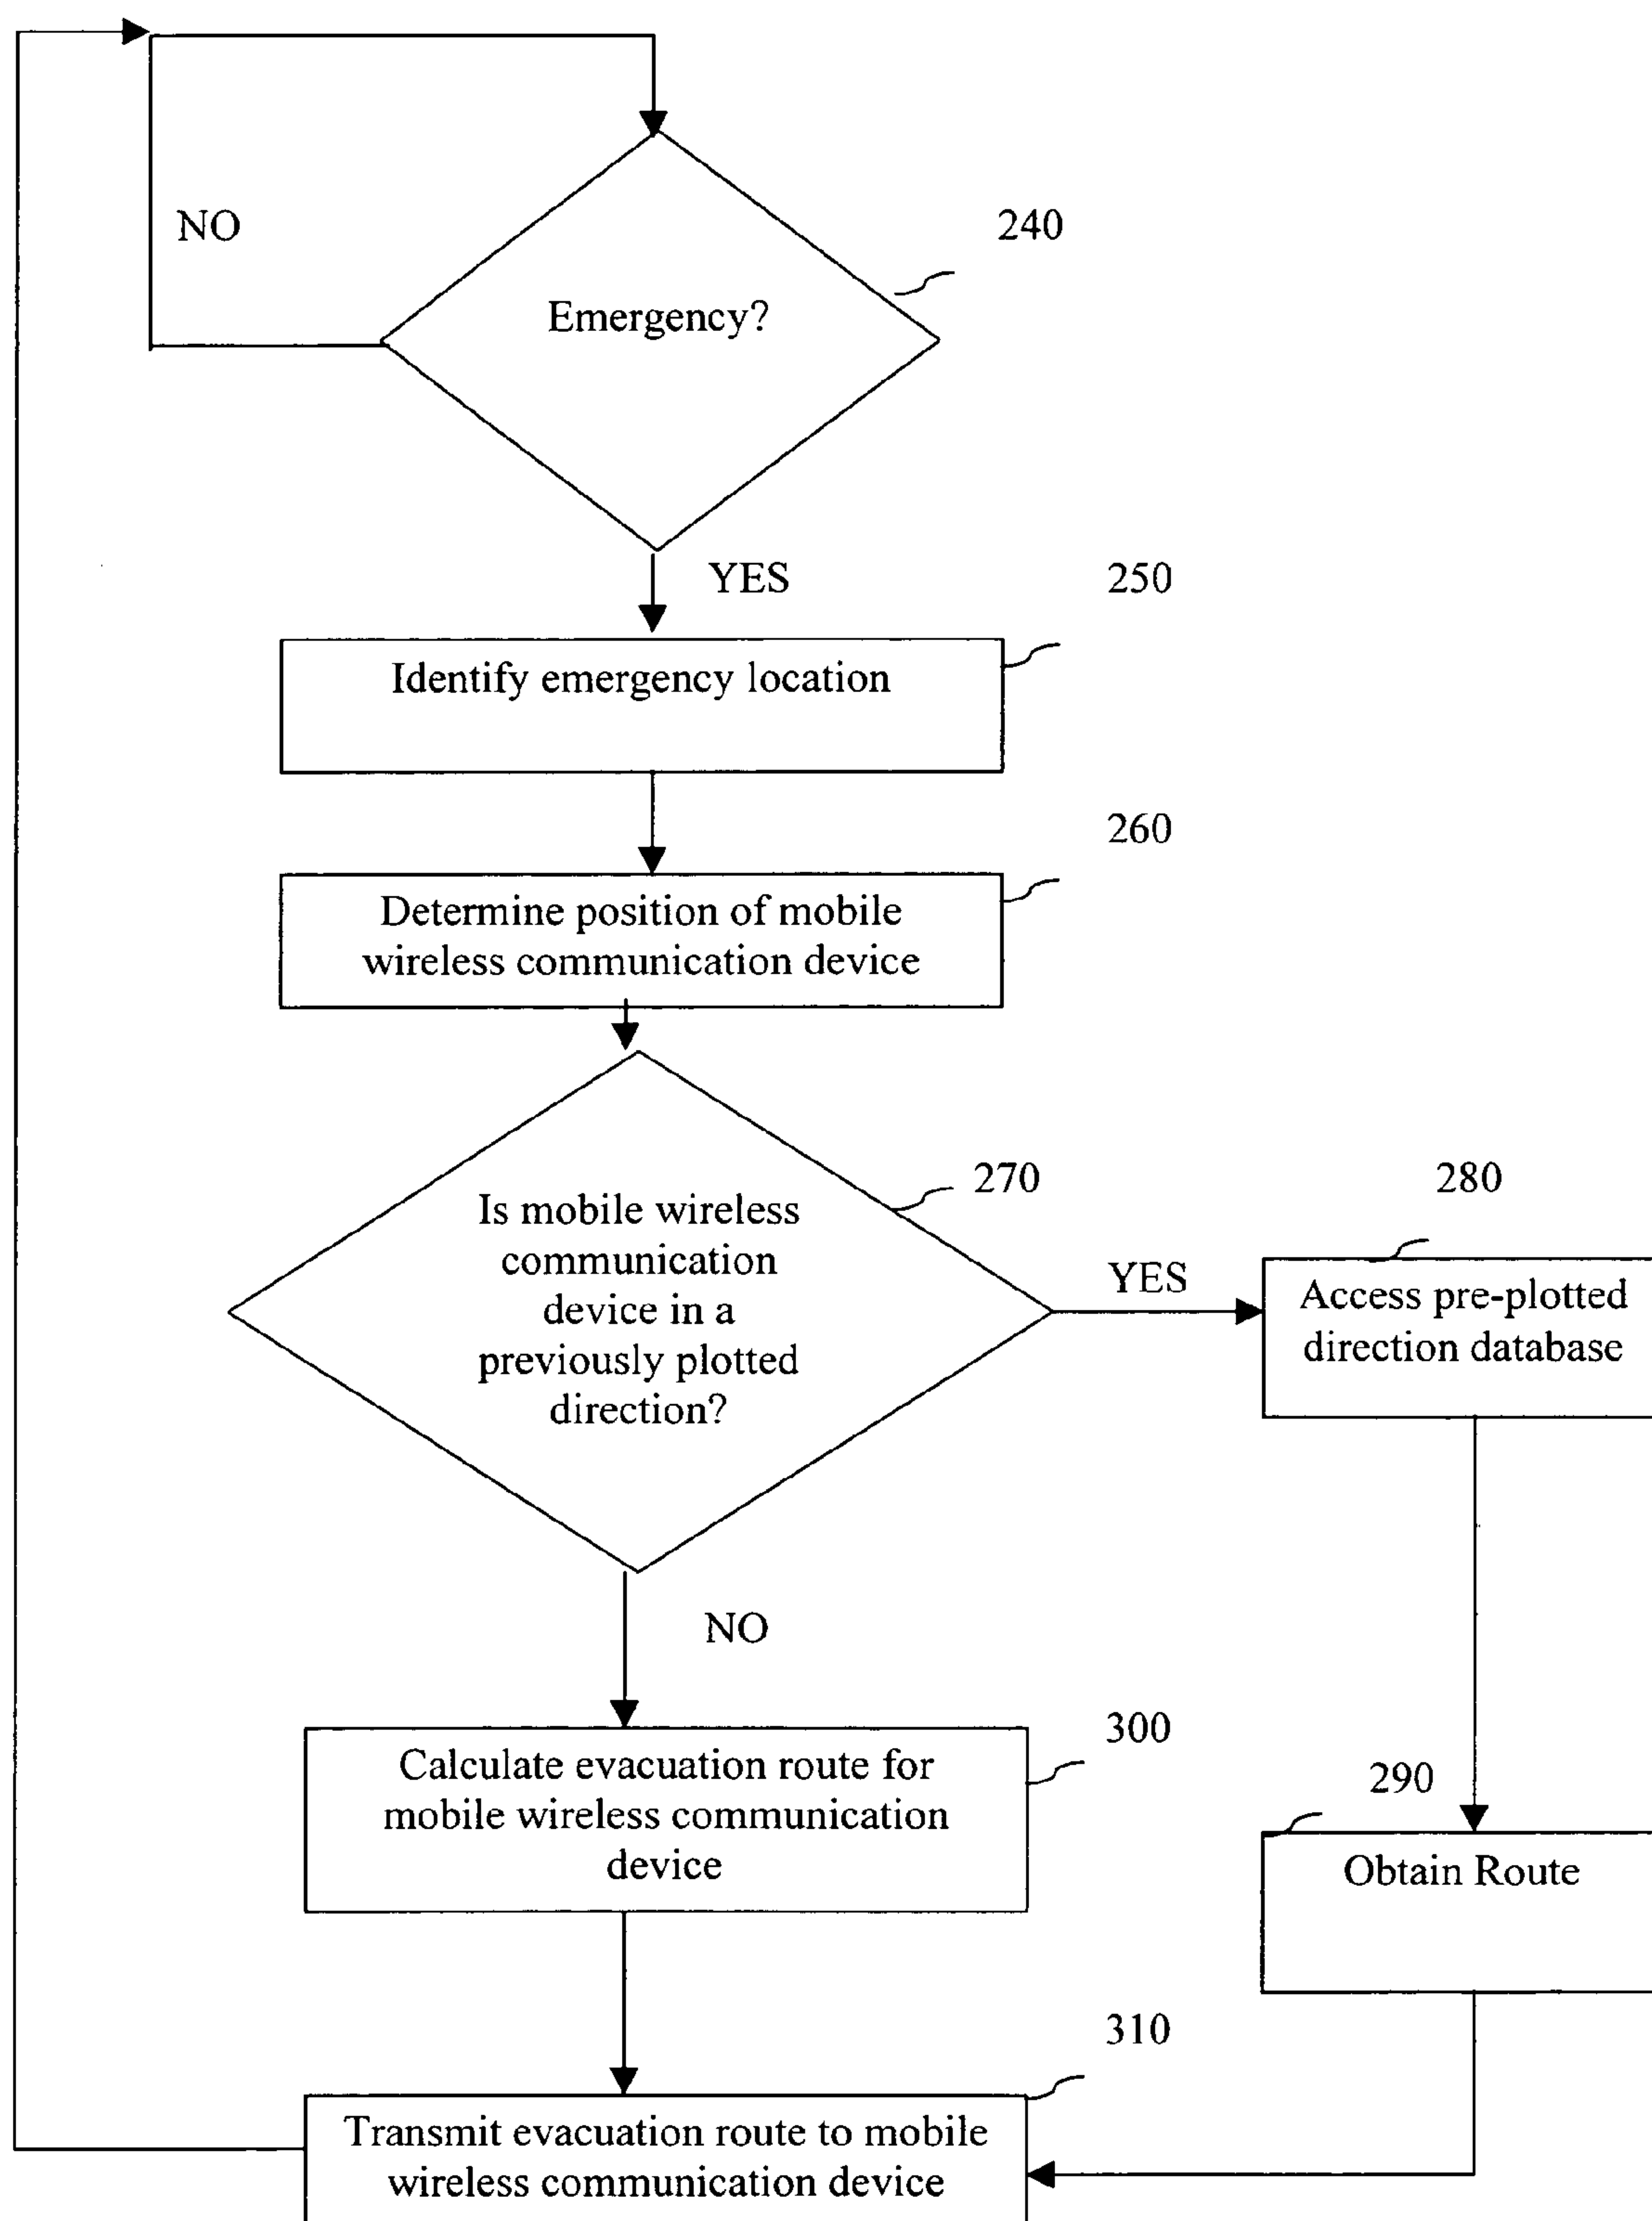 NO
240
Emergency?
YES
250
Identify emergency location
260
Determine position of mobile
wireless communication device
270
Is mobile wireless
communication
device in a
previously plotted
direction?
YES
280
Access pre-plotted
direction database
NO
300
Calculate evacuation route for
mobile wireless communication
device
290
Obtain Route
310
Transmit evacuation route to mobile
wireless communication device